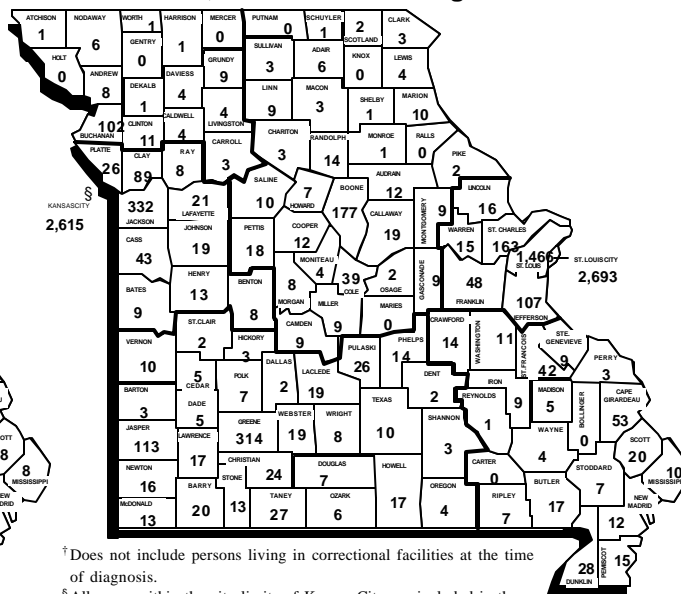 ATCHISON NODAWAY WORTH HARRISON MERCER PUTNAM SCHUYLER SCOTLAND CLARK
1 6 1 1 0 0 1 2 3
HOLT GENTRY GRUNDY SULLIVAN ADAIR KNOX LEWIS
0 0 9 3 6 0 4
ANDREW DEKALB DAVIESS LIVINGSTON LINN MACON SHELBY MARION
8 1 4 4 9 3 1 10
BUCHANAN CLINTON CALDWELL CHARITON RANDOLPH MONROE RALLS
102 11 4 3 14 1 0
PLATTE CLAY RAY CARROLL AUDRAIN PIKE
26 89 8 3 12 2
§
KANSASCITY
2,615
JACKSON LAFAYETTE SALINE HOWARD BOONE CALLAWAY MONTGOMERY LINCOLN
332 21 10 7 177 19 9 16
CASS JOHNSON PETTIS COOPER WARREN ST. CHARLES
43 19 18 12 15 163
MONITEAU COLE OSAGE GASCONADE FRANKLIN ST. LOUIS ST. LOUISCITY
4 39 2 9 48 1,466 2,693
BATES HENRY BENTON MORGAN MILLER MARIES JEFFERSON
9 13 8 8 9 0 107
VERNON ST.CLAIR HICKORY CAMDEN PULASKI PHELPS CRAWFORD WASHINGTON ST.FRANCOIS STE. GENEVIEVE
10 2 3 9 26 14 14 11 42 9
PERRY
3
BARTON CEDAR POLK DALLAS LACLEDE DENT IRON REYNOLDS MADISON BOLLINGER CAPE GIRARDEAU
3 5 7 2 19 2 9 1 5 0 53
JASPER DADE GREENE WEBSTER WRIGHT TEXAS SHANNON WAYNE SCOTT
113 5 314 19 8 10 3 4 20
NEWTON LAWRENCE CHRISTIAN DOUGLAS HOWELL CARTER BUTLER STODDARD MISSISSIPPI
16 17 24 7 17 0 17 7 10
McDONALD BARRY STONE TANEY OZARK OREGON RIPLEY NEW MADRID
13 20 13 27 6 4 7 12
DUNKLIN PEMISCOT
28 15
OTT
8 8
MISSISSIPPI
† Does not include persons living in correctional facilities at the time
of diagnosis.